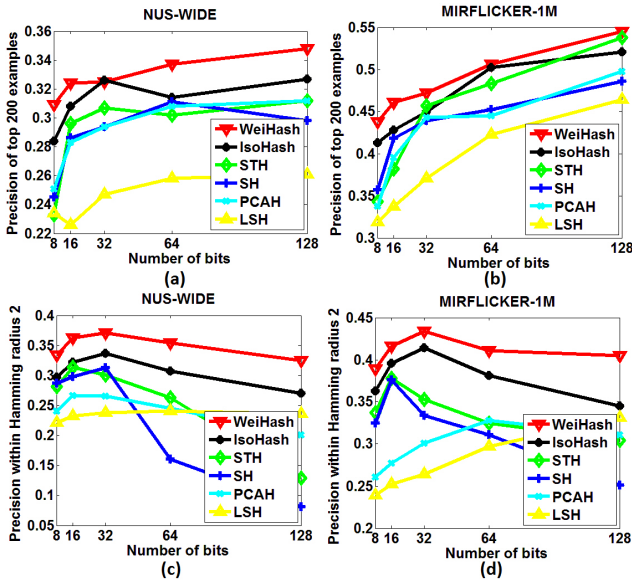 NUS-WIDE
Precision of top 200 examples
0.36
0.34
0.32
0.3
0.28
0.26
0.24
0.22
8 16 32 64 128
Number of bits
WeiHash
IsoHash
STH
SH
PCAH
LSH
(a)
MIRFLICKER-1M
Precision of top 200 examples
0.55
0.5
0.45
0.4
0.35
0.3
8 16 32 64 128
Number of bits
WeiHash
IsoHash
STH
SH
PCAH
LSH
(b)
NUS-WIDE
Precision within Hamming radius 2
0.4
0.35
0.3
0.25
0.2
0.15
0.1
0.05
8 16 32 64 128
Number of bits
WeiHash
IsoHash
STH
SH
PCAH
LSH
(c)
MIRFLICKER-1M
Precision within Hamming radius 2
0.45
0.4
0.35
0.3
0.25
0.2
8 16 32 64 128
Number of bits
WeiHash
IsoHash
STH
SH
PCAH
LSH
(d)